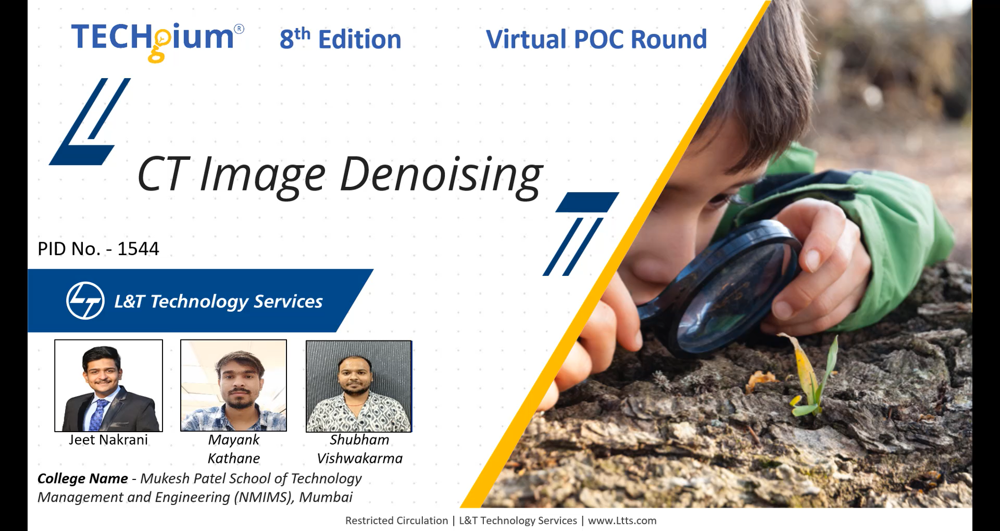 TECHgium® 8th Edition Virtual POC Round
CT Image Denoising
PID No. - 1544
L&T Technology Services
Jeet Nakrani
Mayank
Kathane
Shubham
Vishwakarma
College Name - Mukesh Patel School of Technology
Management and Engineering (NMIMS), Mumbai
Restricted Circulation | L&T Technology Services | www.Ltts.com